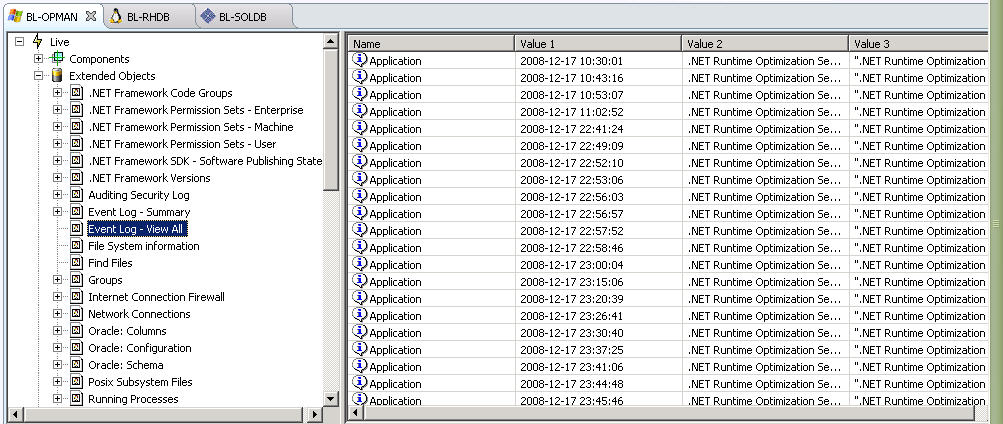 BL-OPMAN BL-RHDB BL-SOLDB
Live
Components
Extended Objects
.NET Framework Code Groups
.NET Framework Permission Sets - Enterprise
.NET Framework Permission Sets - Machine
.NET Framework Permission Sets - User
.NET Framework SDK - Software Publishing State
.NET Framework Versions
Auditing Security Log
Event Log - Summary
Event Log - View All
File System information
Find Files
Groups
Internet Connection Firewall
Network Connections
Oracle: Columns
Oracle: Configuration
Oracle: Schema
Posix Subsystem Files
Running Processes
Name Value 1 Value 2 Value 3
Application 2008-12-17 10:30:01 .NET Runtime Optimization Se... ".NET Runtime Optimization
Application 2008-12-17 10:43:16 .NET Runtime Optimization Se... ".NET Runtime Optimization
Application 2008-12-17 10:53:07 .NET Runtime Optimization Se... ".NET Runtime Optimization
Application 2008-12-17 11:02:52 .NET Runtime Optimization Se... ".NET Runtime Optimization
Application 2008-12-17 22:41:24 .NET Runtime Optimization Se... ".NET Runtime Optimization
Application 2008-12-17 22:49:09 .NET Runtime Optimization Se... ".NET Runtime Optimization
Application 2008-12-17 22:52:10 .NET Runtime Optimization Se... ".NET Runtime Optimization
Application 2008-12-17 22:53:06 .NET Runtime Optimization Se... ".NET Runtime Optimization
Application 2008-12-17 22:56:03 .NET Runtime Optimization Se... ".NET Runtime Optimization
Application 2008-12-17 22:56:57 .NET Runtime Optimization Se... ".NET Runtime Optimization
Application 2008-12-17 22:57:52 .NET Runtime Optimization Se... ".NET Runtime Optimization
Application 2008-12-17 22:58:46 .NET Runtime Optimization Se... ".NET Runtime Optimization
Application 2008-12-17 23:00:04 .NET Runtime Optimization Se... ".NET Runtime Optimization
Application 2008-12-17 23:15:06 .NET Runtime Optimization Se... ".NET Runtime Optimization
Application 2008-12-17 23:20:39 .NET Runtime Optimization Se... ".NET Runtime Optimization
Application 2008-12-17 23:26:41 .NET Runtime Optimization Se... ".NET Runtime Optimization
Application 2008-12-17 23:30:40 .NET Runtime Optimization Se... ".NET Runtime Optimization
Application 2008-12-17 23:37:25 .NET Runtime Optimization Se... ".NET Runtime Optimization
Application 2008-12-17 23:41:06 .NET Runtime Optimization Se... ".NET Runtime Optimization
Application 2008-12-17 23:44:48 .NET Runtime Optimization Se... ".NET Runtime Optimization
Application 2008-12-17 23:45:46 .NET Runtime Optimization Se... ".NET Runtime Optimization